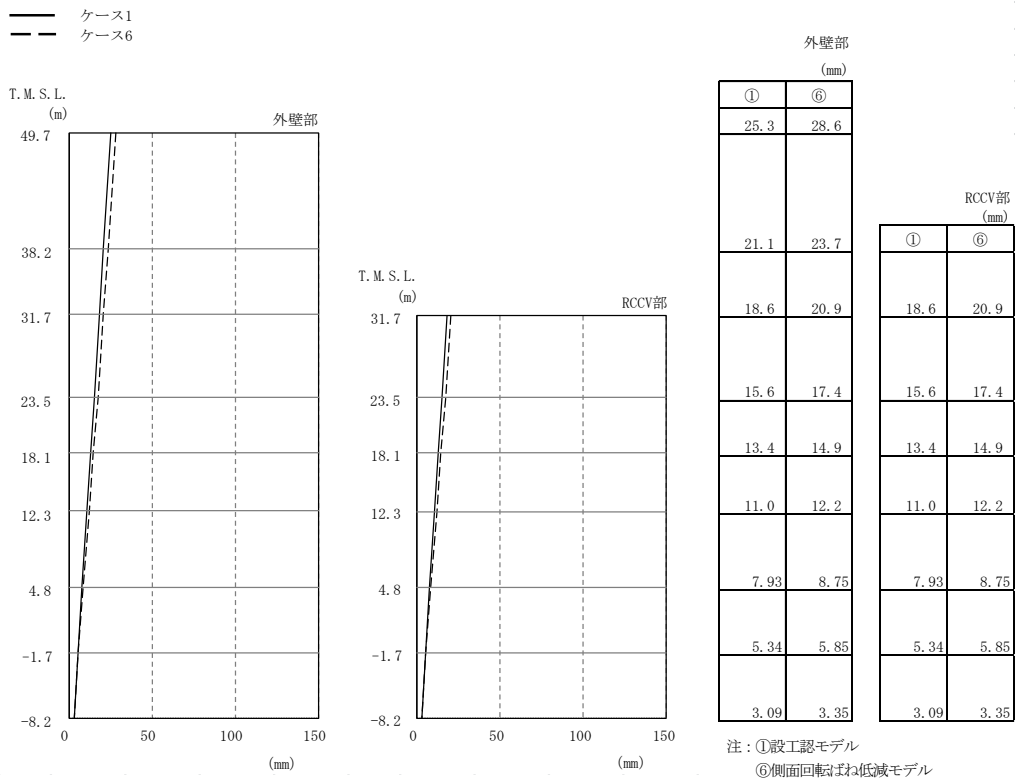 ケース1
ケース6
T.M.S.L.
(m)
外壁部
49.7
38.2
31.7
23.5
18.1
12.3
4.8
-1.7
-8.2
0 50 100 150
(mm)
T.M.S.L.
(m)
RCCV部
31.7
23.5
18.1
12.3
4.8
-1.7
-8.2
0 50 100 150
(mm)
外壁部
(mm)
① ⑥
25.3 28.6
21.1 23.7
18.6 20.9
15.6 17.4
13.4 14.9
11.0 12.2
7.93 8.75
5.34 5.85
3.09 3.35
RCCV部
(mm)
① ⑥
18.6 20.9
15.6 17.4
13.4 14.9
11.0 12.2
7.93 8.75
5.34 5.85
3.09 3.35
注:①設工認モデル
⑥側面回転ばね低減モデル